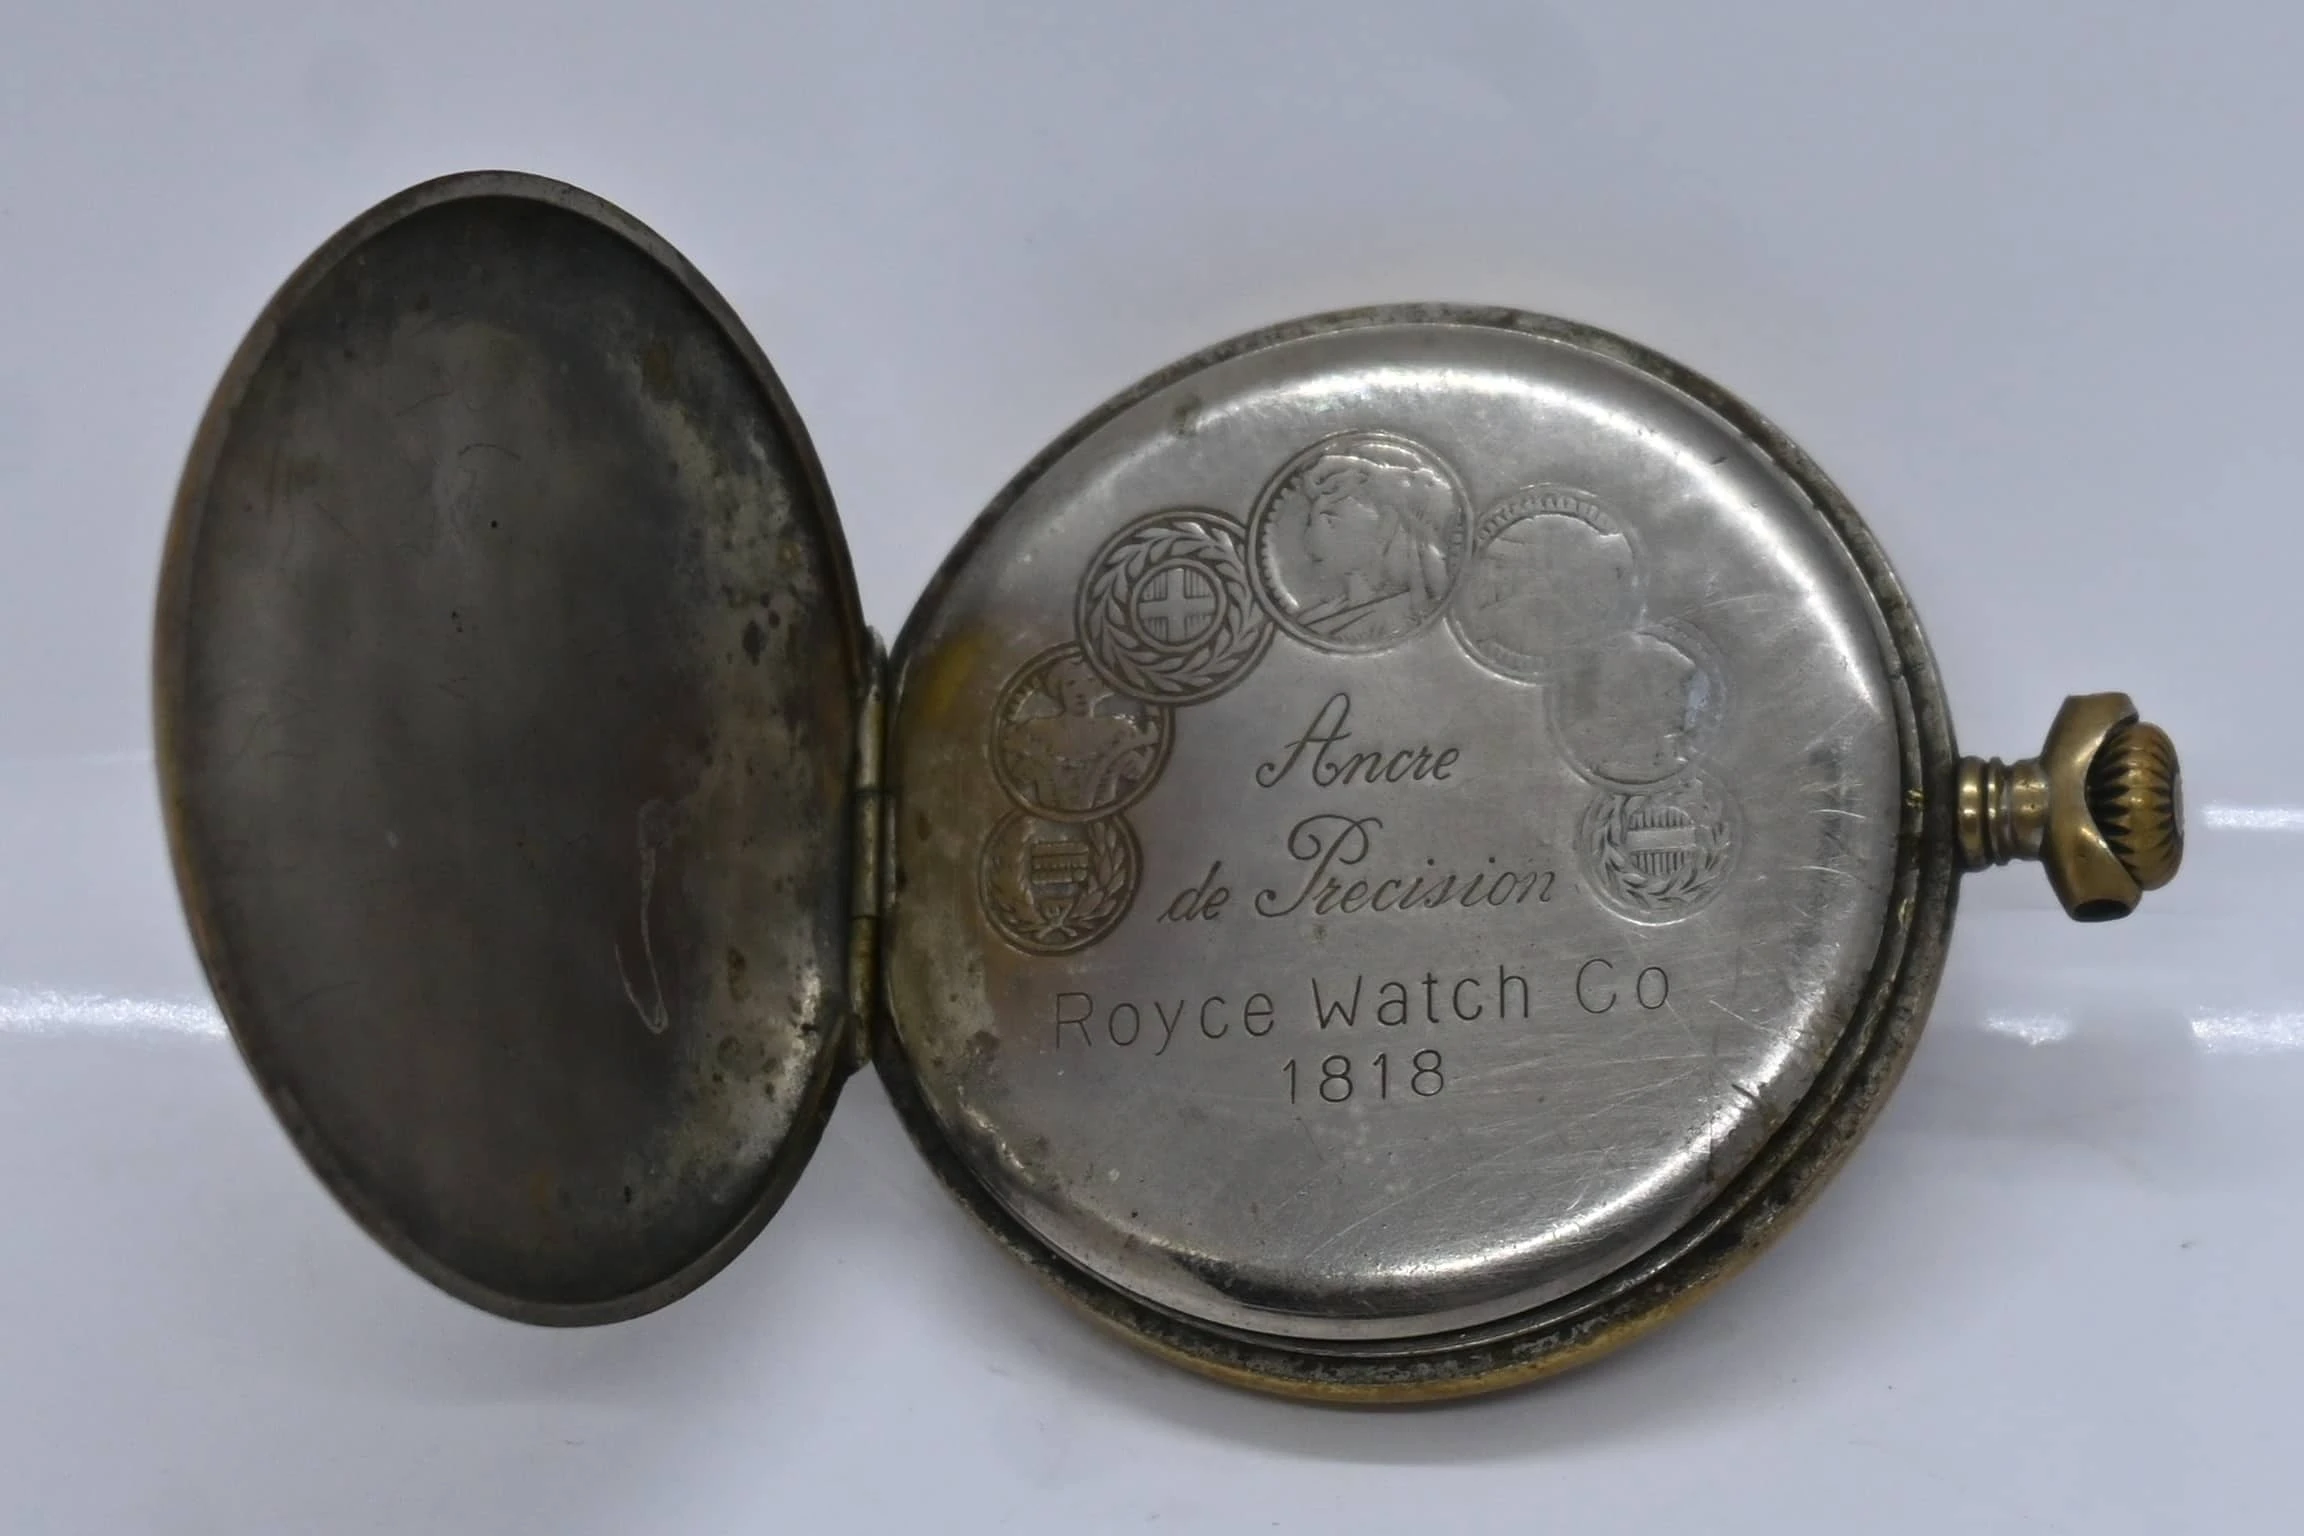 Ancre
de Precision
Royce Watch Co
1818